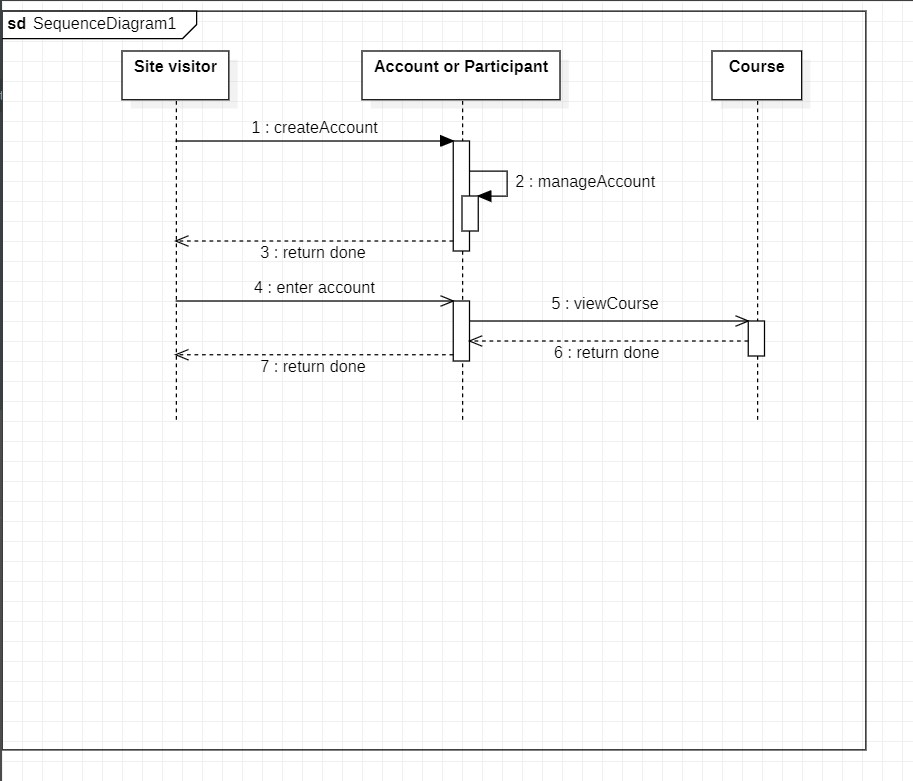 sd SequenceDiagram1
Site visitor
Account or Participant
Course
1 : createAccount
2 : manageAccount
3 : return done
4 : enter account
5 : viewCourse
6 : return done
7 : return done